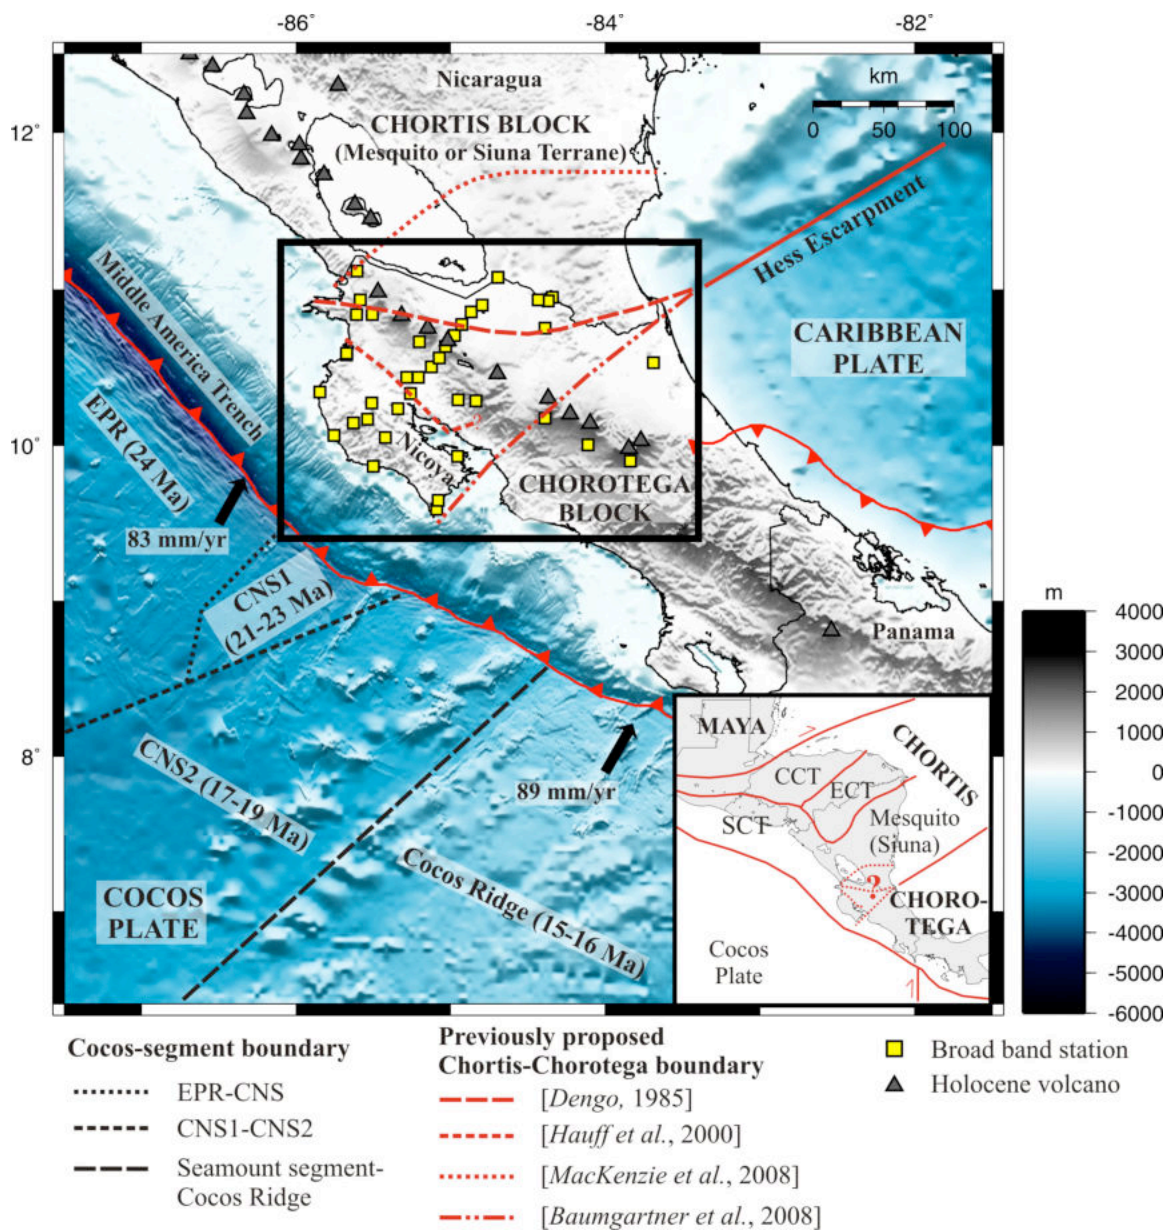 -86°
-84°
-82°
12°
10°
8°
km
0 50 100
Nicaragua
CHORTIS BLOCK
(Mesquito or Siuna Terrane)
Hess Escarpment
Middle America Trench
CARIBBEAN
PLATE
EPR (24 Ma)
Nicoya
?
CHOROTEGA
BLOCK
83 mm/yr
CNS1
(21-23 Ma)
Panama
CNS2 (17-19 Ma)
89 mm/yr
Cocos Ridge (15-16 Ma)
COCOS
PLATE
MAYA
CHORTIS
CCT
ECT
SCT
Mesquito
(Siuna)
?
CHORO-
TEGA
Cocos
Plate
m
4000
3000
2000
1000
0
-1000
-2000
-3000
-4000
-5000
-6000
Cocos-segment boundary
EPR-CNS
CNS1-CNS2
Seamount segment-
Cocos Ridge
Previously proposed
Chortis-Chorotega boundary
[Dengo, 1985]
[Hauff et al., 2000]
[MacKenzie et al., 2008]
[Baumgartner et al., 2008]
Broad band station
Holocene volcano